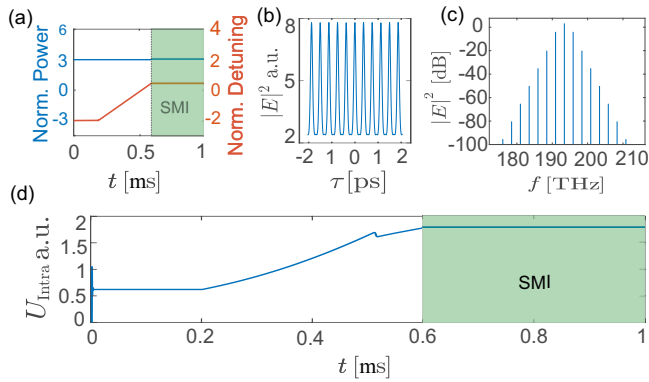 (a)
Norm. Power
6
3
0
-3
4
2
0
-2
Norm. Detuning
SMI
0
0.5
1
t [ms]
(b)
|E|² a.u.
8
5
2
-2
-1
0
1
2
τ [ps]
(c)
|E|² [dB]
0
-20
-40
-60
-80
-100
180
190
200
210
f [THz]
(d)
U_Intra a.u.
2
1.5
1
0.5
0
SMI
0
0.2
0.4
0.6
0.8
1
t [ms]